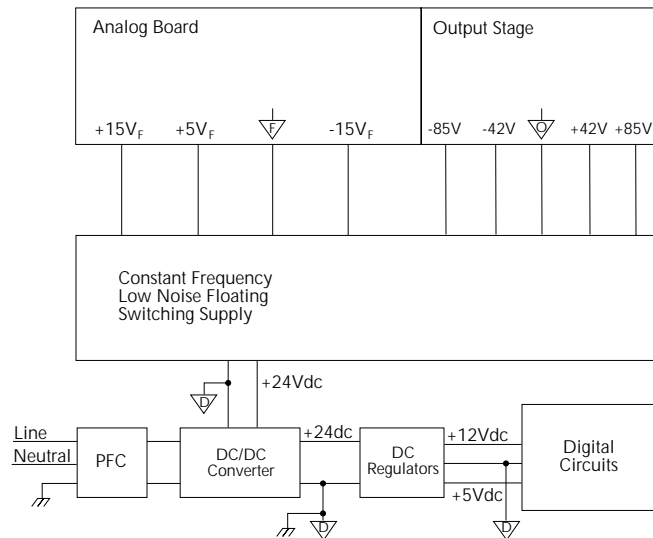 Analog Board
Output Stage
+15VF
+5VF
F
-15VF
-85V
-42V
O
+42V
+85V
Constant Frequency
Low Noise Floating
Switching Supply
D
+24Vdc
Line
Neutral
PFC
DC/DC
Converter
+24dc
DC
Regulators
+12Vdc
+5Vdc
Digital
Circuits
D
D